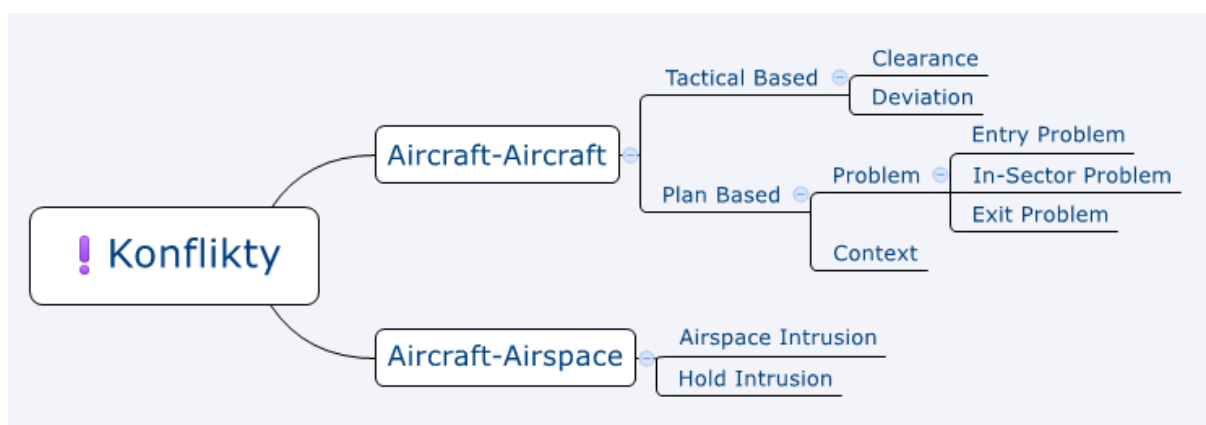 Konflikty
Aircraft-Aircraft
Tactical Based
Clearance
Deviation
Plan Based
Problem
Entry Problem
In-Sector Problem
Exit Problem
Context
Aircraft-Airspace
Airspace Intrusion
Hold Intrusion